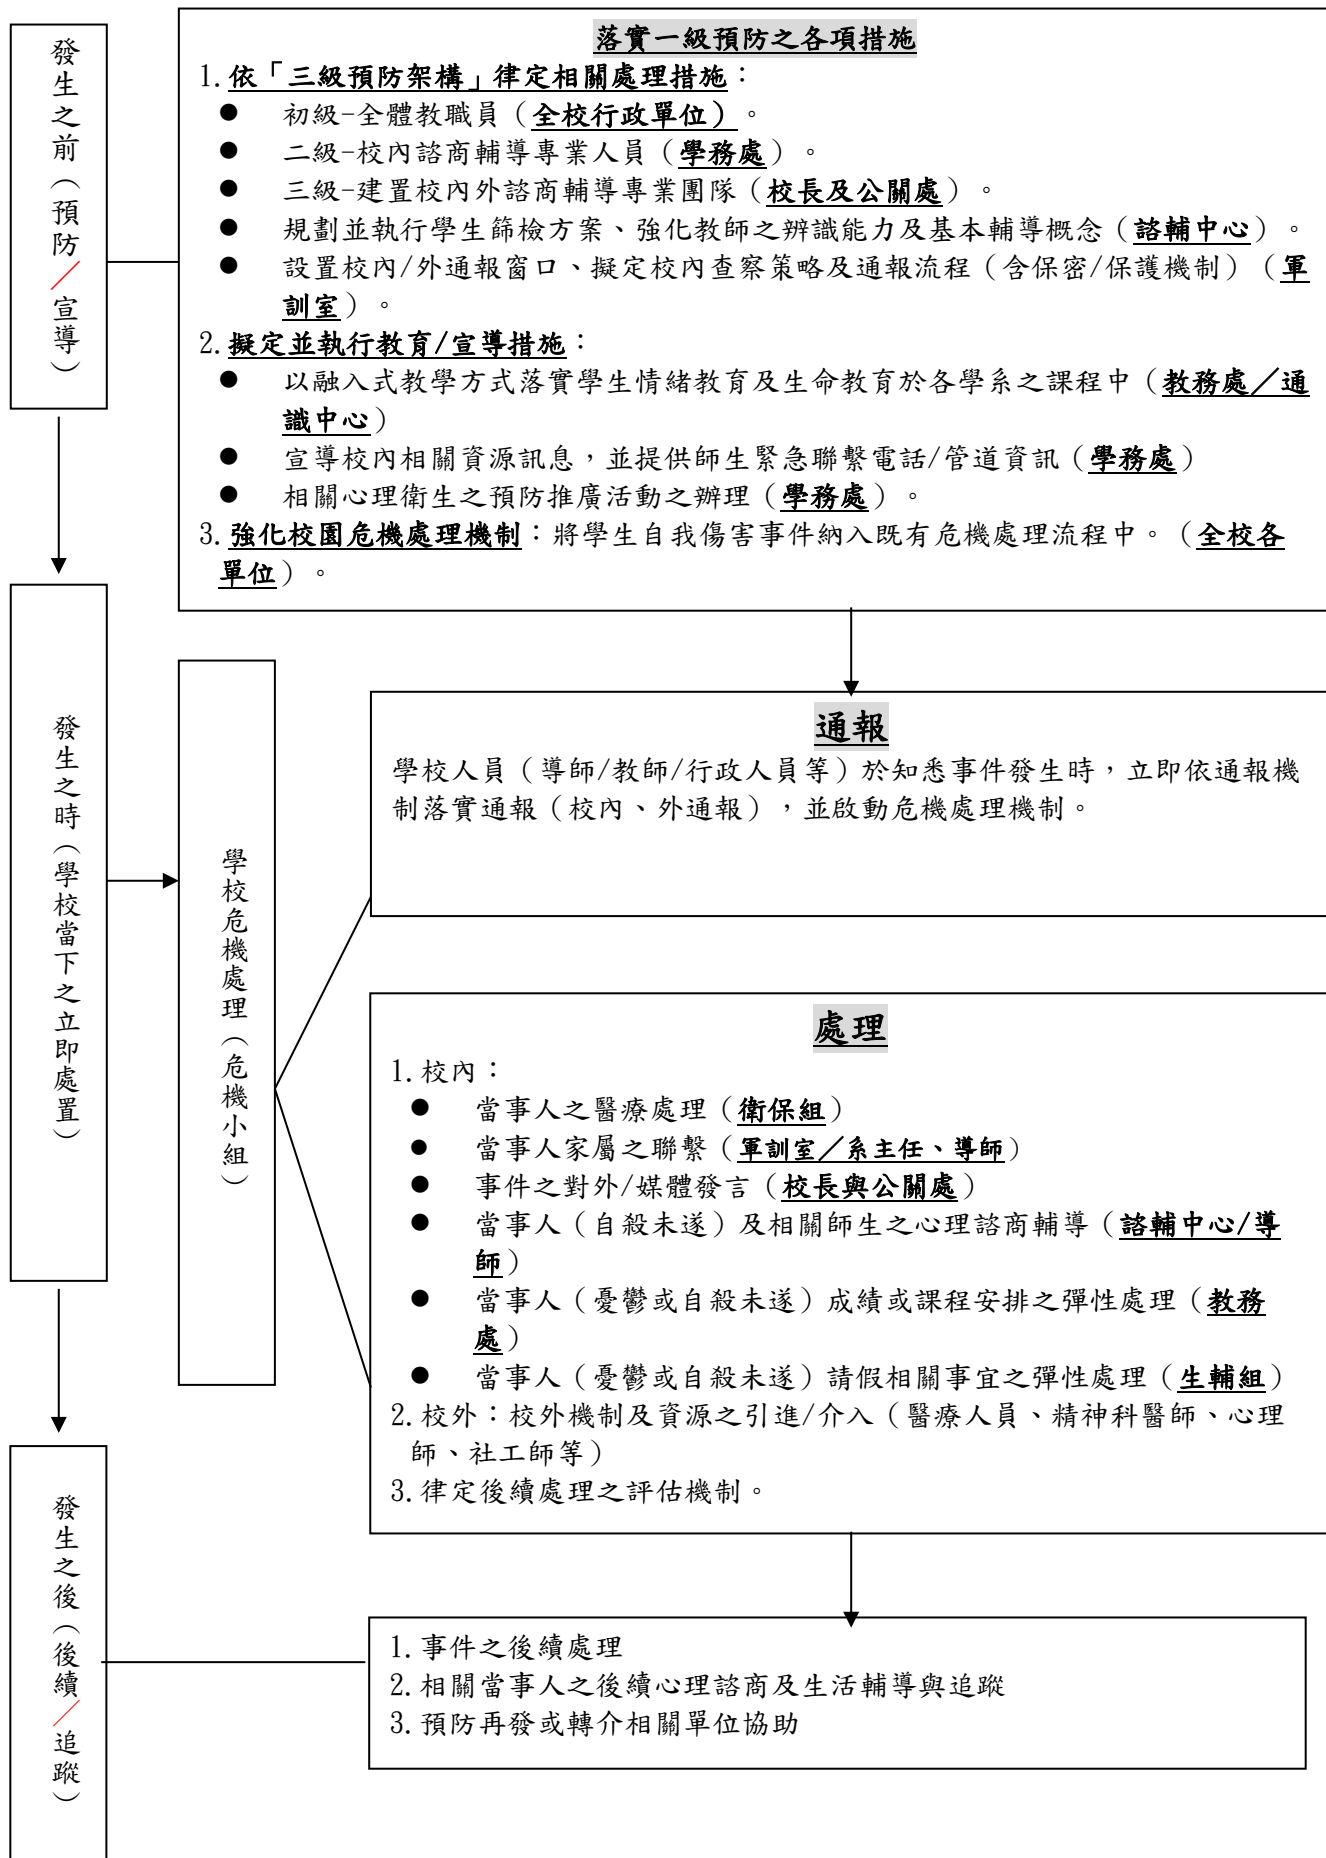 發生之前（預防／宣導）
落實一級預防之各項措施
1.依「三級預防架構」律定相關處理措施：
● 初級-全體教職員（全校行政單位）。
● 二級-校內諮商輔導專業人員（學務處）。
● 三級-建置校內外諮商輔導專業團隊（校長及公關處）。
● 規劃並執行學生篩檢方案、強化教師之辨識能力及基本輔導概念（諮輔中心）。
● 設置校內/外通報窗口、擬定校內查察策略及通報流程（含保密/保護機制）（軍
訓室）。
2.擬定並執行教育/宣導措施：
● 以融入式教學方式落實學生情緒教育及生命教育於各學系之課程中（教務處／通
識中心）
● 宣導校內相關資源訊息，並提供師生緊急聯繫電話/管道資訊（學務處）
● 相關心理衛生之預防推廣活動之辦理（學務處）。
3.強化校園危機處理機制：將學生自我傷害事件納入既有危機處理流程中。（全校各
單位）。
發生之時（學校當下之立即處置）
學校危機處理（危機小組）
通報
學校人員（導師/教師/行政人員等）於知悉事件發生時，立即依通報機
制落實通報（校內、外通報），並啟動危機處理機制。
處理
1.校內：
● 當事人之醫療處理（衛保組）
● 當事人家屬之聯繫（軍訓室／系主任、導師）
● 事件之對外/媒體發言（校長與公關處）
● 當事人（自殺未遂）及相關師生之心理諮商輔導（諮輔中心/導
師）
● 當事人（憂鬱或自殺未遂）成績或課程安排之彈性處理（教務
處）
● 當事人（憂鬱或自殺未遂）請假相關事宜之彈性處理（生輔組）
2.校外：校外機制及資源之引進/介入（醫療人員、精神科醫師、心理
師、社工師等）
3.律定後續處理之評估機制。
發生之後（後續／追蹤）
1.事件之後續處理
2.相關當事人之後續心理諮商及生活輔導與追蹤
3.預防再發或轉介相關單位協助